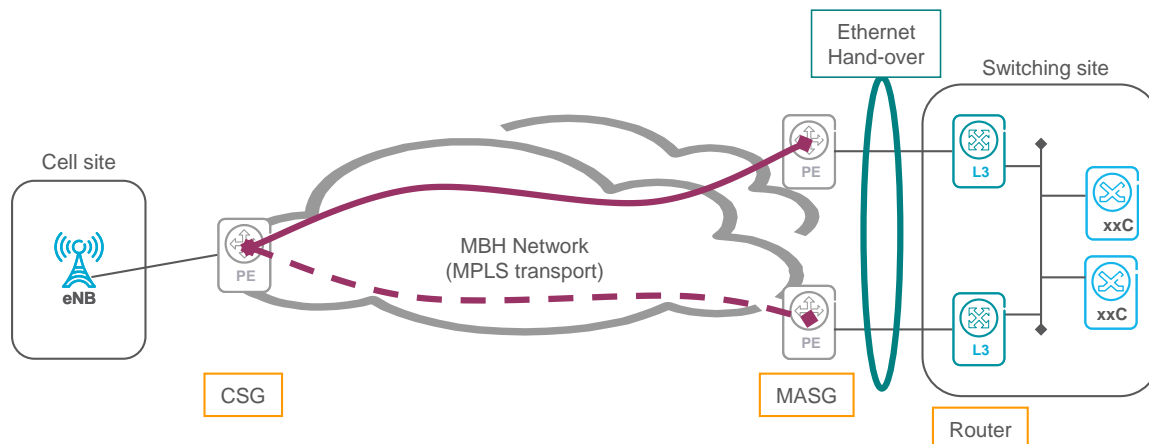 Ethernet
Hand-over
Switching site
Cell site
eNB
PE
PE
PE
MBH Network
(MPLS transport)
L3
L3
xxC
xxC
CSG
MASG
Router